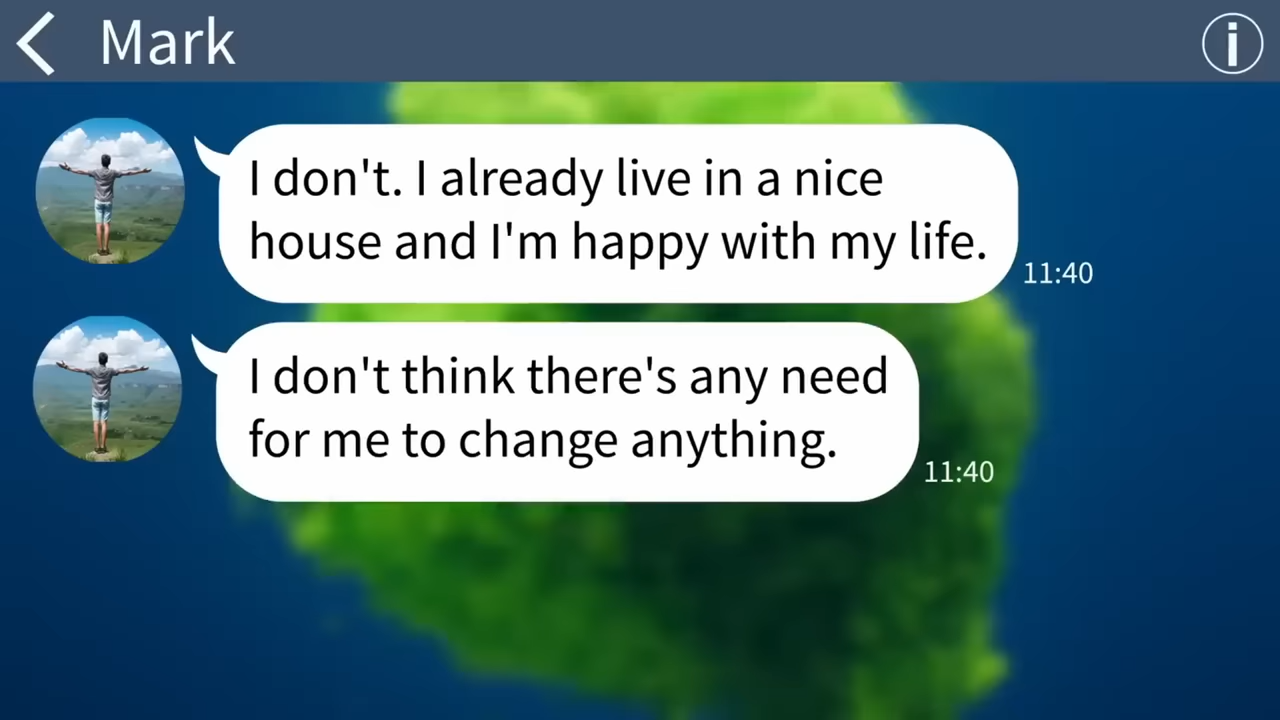 Mark
I don't. I already live in a nice
house and I'm happy with my life.
11:40
I don't think there's any need
for me to change anything.
11:40